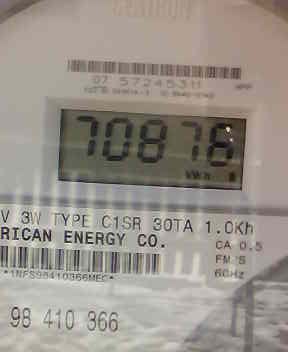 07 57245311
70876
kWh
V 3W TYPE C1SR 30TA 1.0Kh
RICAN ENERGY CO.
CA 0.5
FM
60Hz
98 410 366